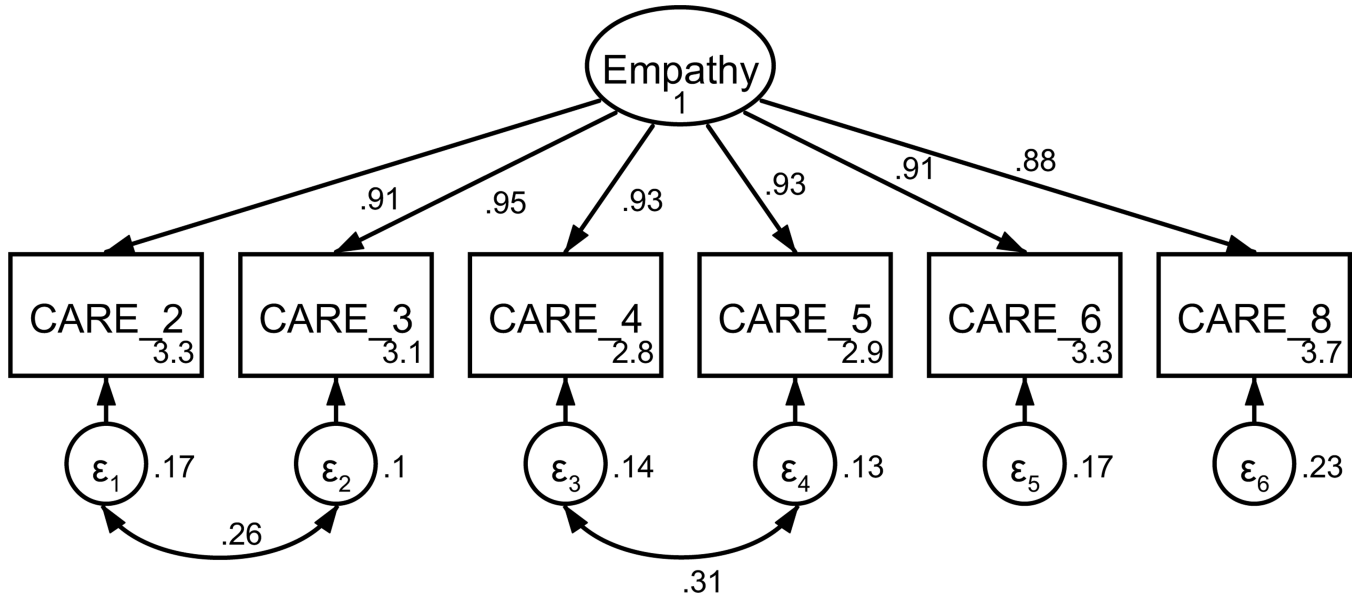 Empathy
1
.91
.95
.93
.93
.91
.88
CARE_2
3.3
CARE_3
3.1
CARE_4
2.8
CARE_5
2.9
CARE_6
3.3
CARE_8
3.7
ε1
.17
ε2
.1
ε3
.14
ε4
.13
ε5
.17
ε6
.23
.26
.31